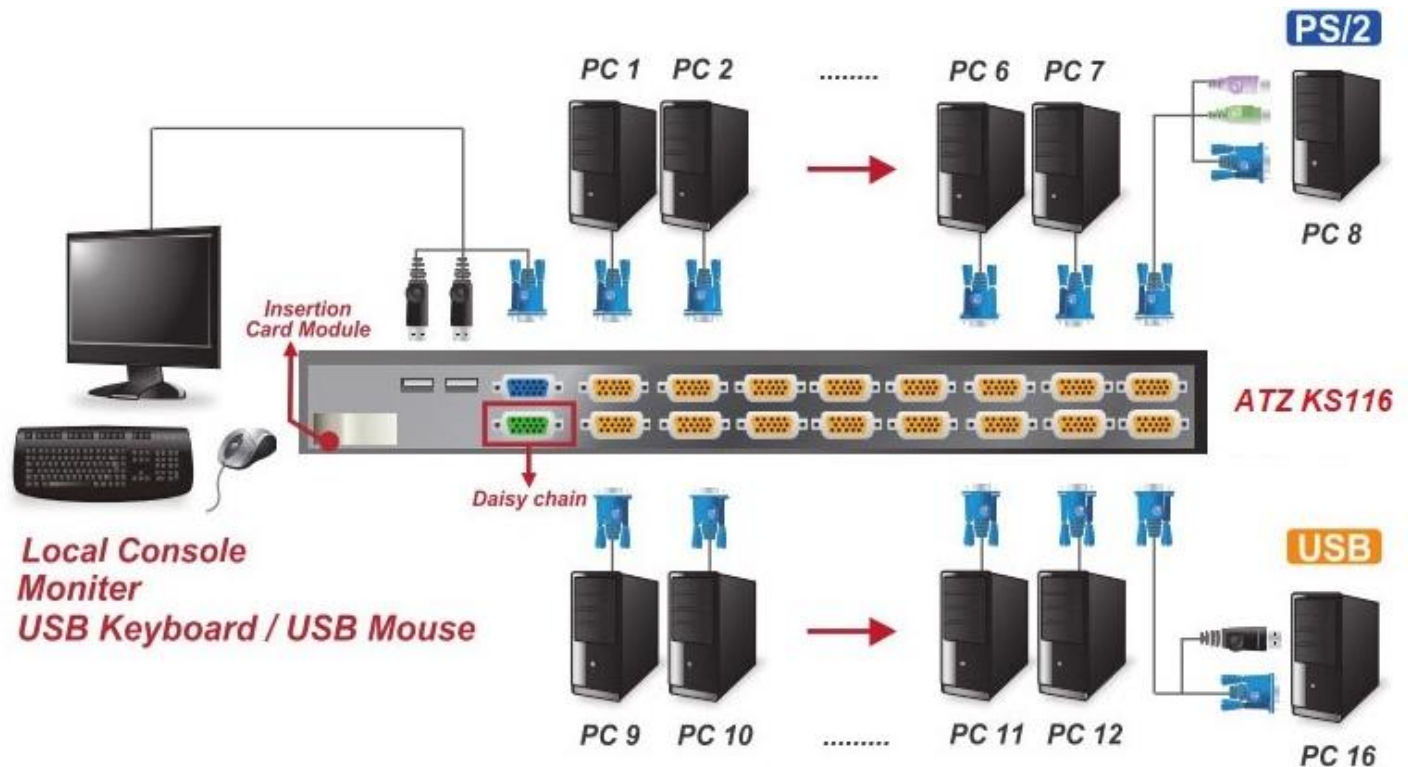 PS/2
PC 1 PC 2 ........ PC 6 PC 7
PC 8
Insertion
Card Module
ATZ KS116
Daisy chain
Local Console
Moniter
USB Keyboard / USB Mouse
USB
PC 9 PC 10 ......... PC 11 PC 12
PC 16